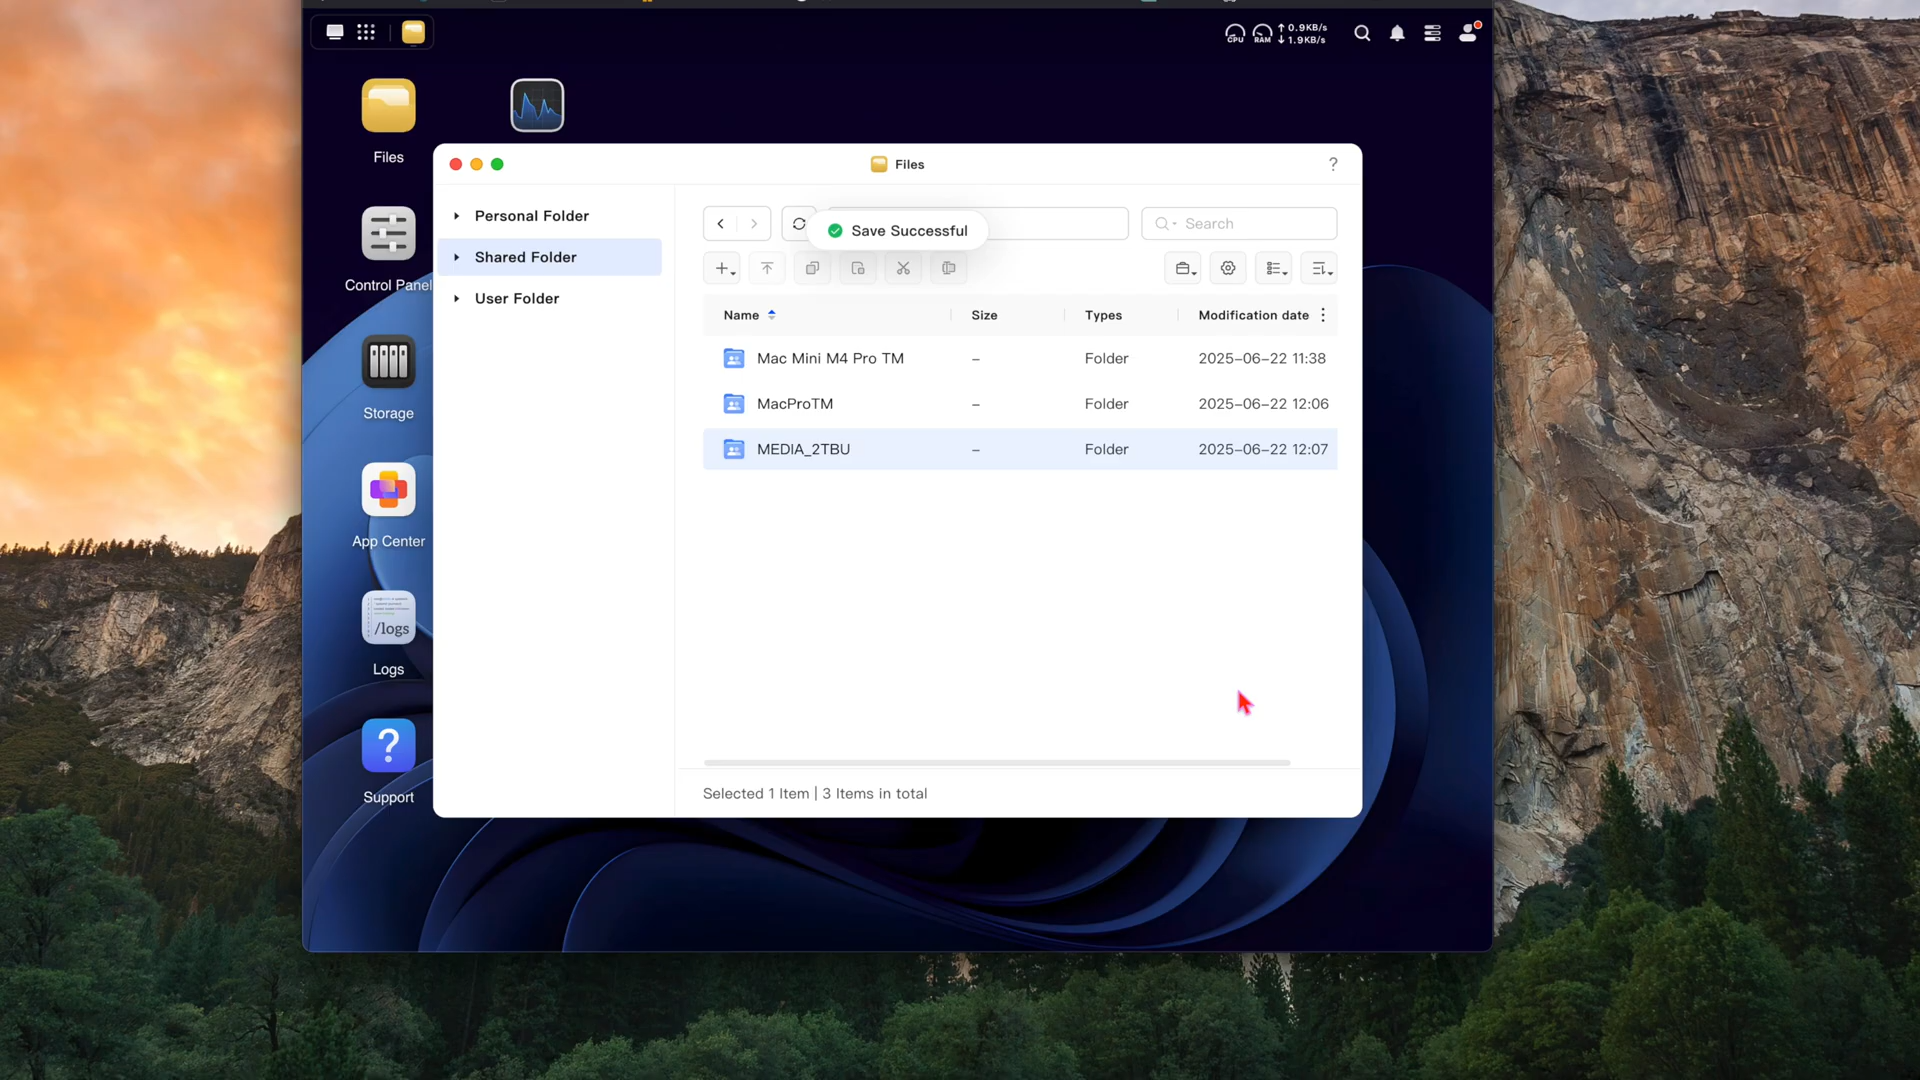 CPU
RAM
↑ 0.9KB/s
↓ 1.9KB/s
Files
Control Panel
Storage
App Center
/logs
Logs
?
Support
Files
?
Personal Folder
Shared Folder
User Folder
Save Successful
Search
Name Size Types Modification date
Mac Mini M4 Pro TM – Folder 2025-06-22 11:38
MacProTM – Folder 2025-06-22 12:06
MEDIA_2TBU – Folder 2025-06-22 12:07
Selected 1 Item | 3 Items in total